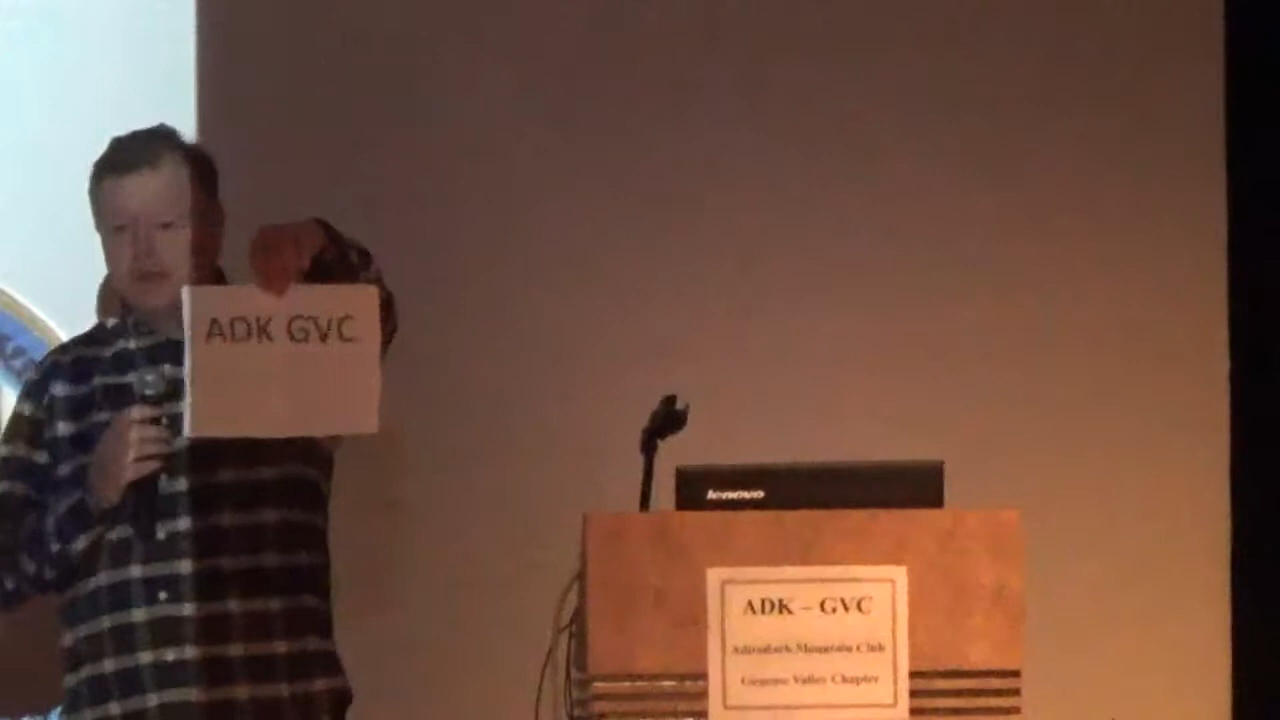 ADK GVC
lenovo
ADK – GVC
Adirondack Mountain Club
Genesee Valley Chapter